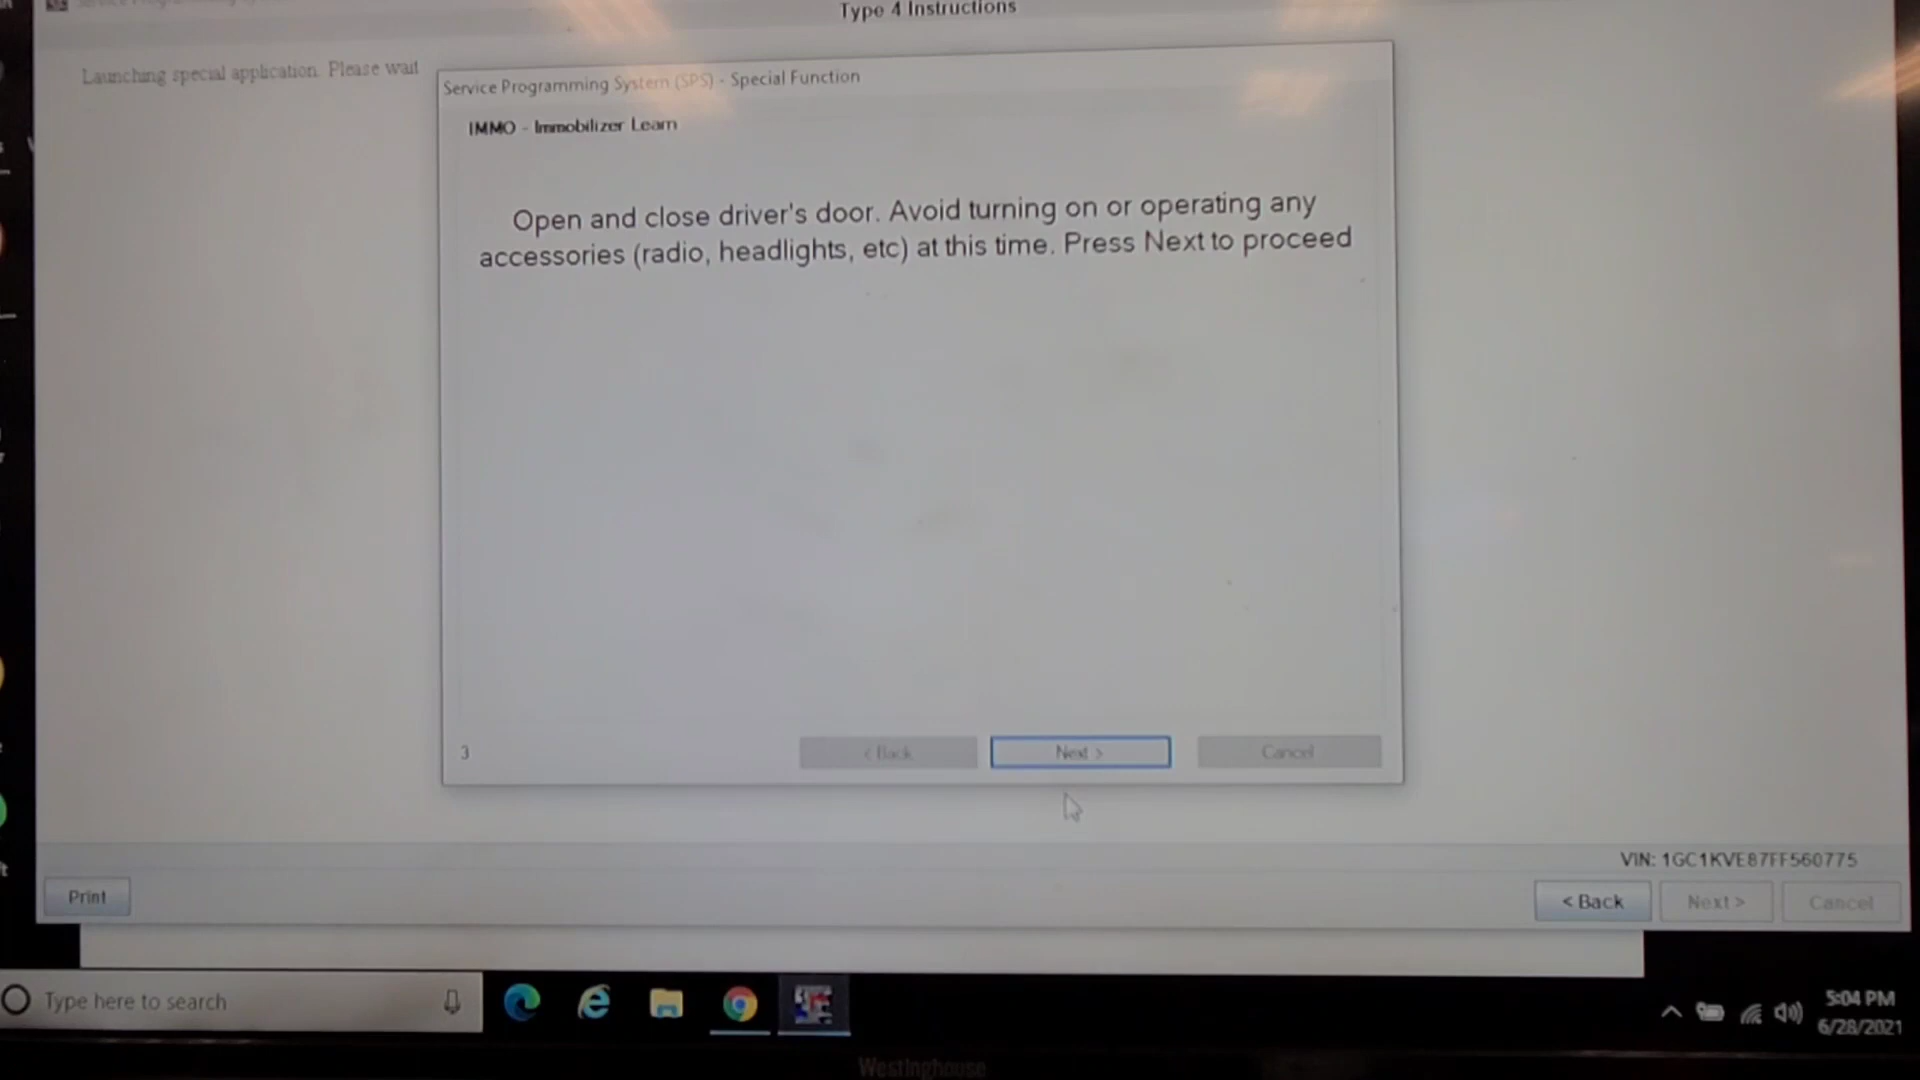 Type 4 Instructions
Launching special application. Please wait
Service Programming System (SPS) - Special Function
IMMO - Immobilizer Learn
Open and close driver's door. Avoid turning on or operating any
accessories (radio, headlights, etc) at this time. Press Next to proceed
3
< Back
Next >
Cancel
VIN: 1GC1KVE87FF560775
Print
< Back
Next >
Cancel
Type here to search
5:04 PM
6/28/2021
Westinghouse